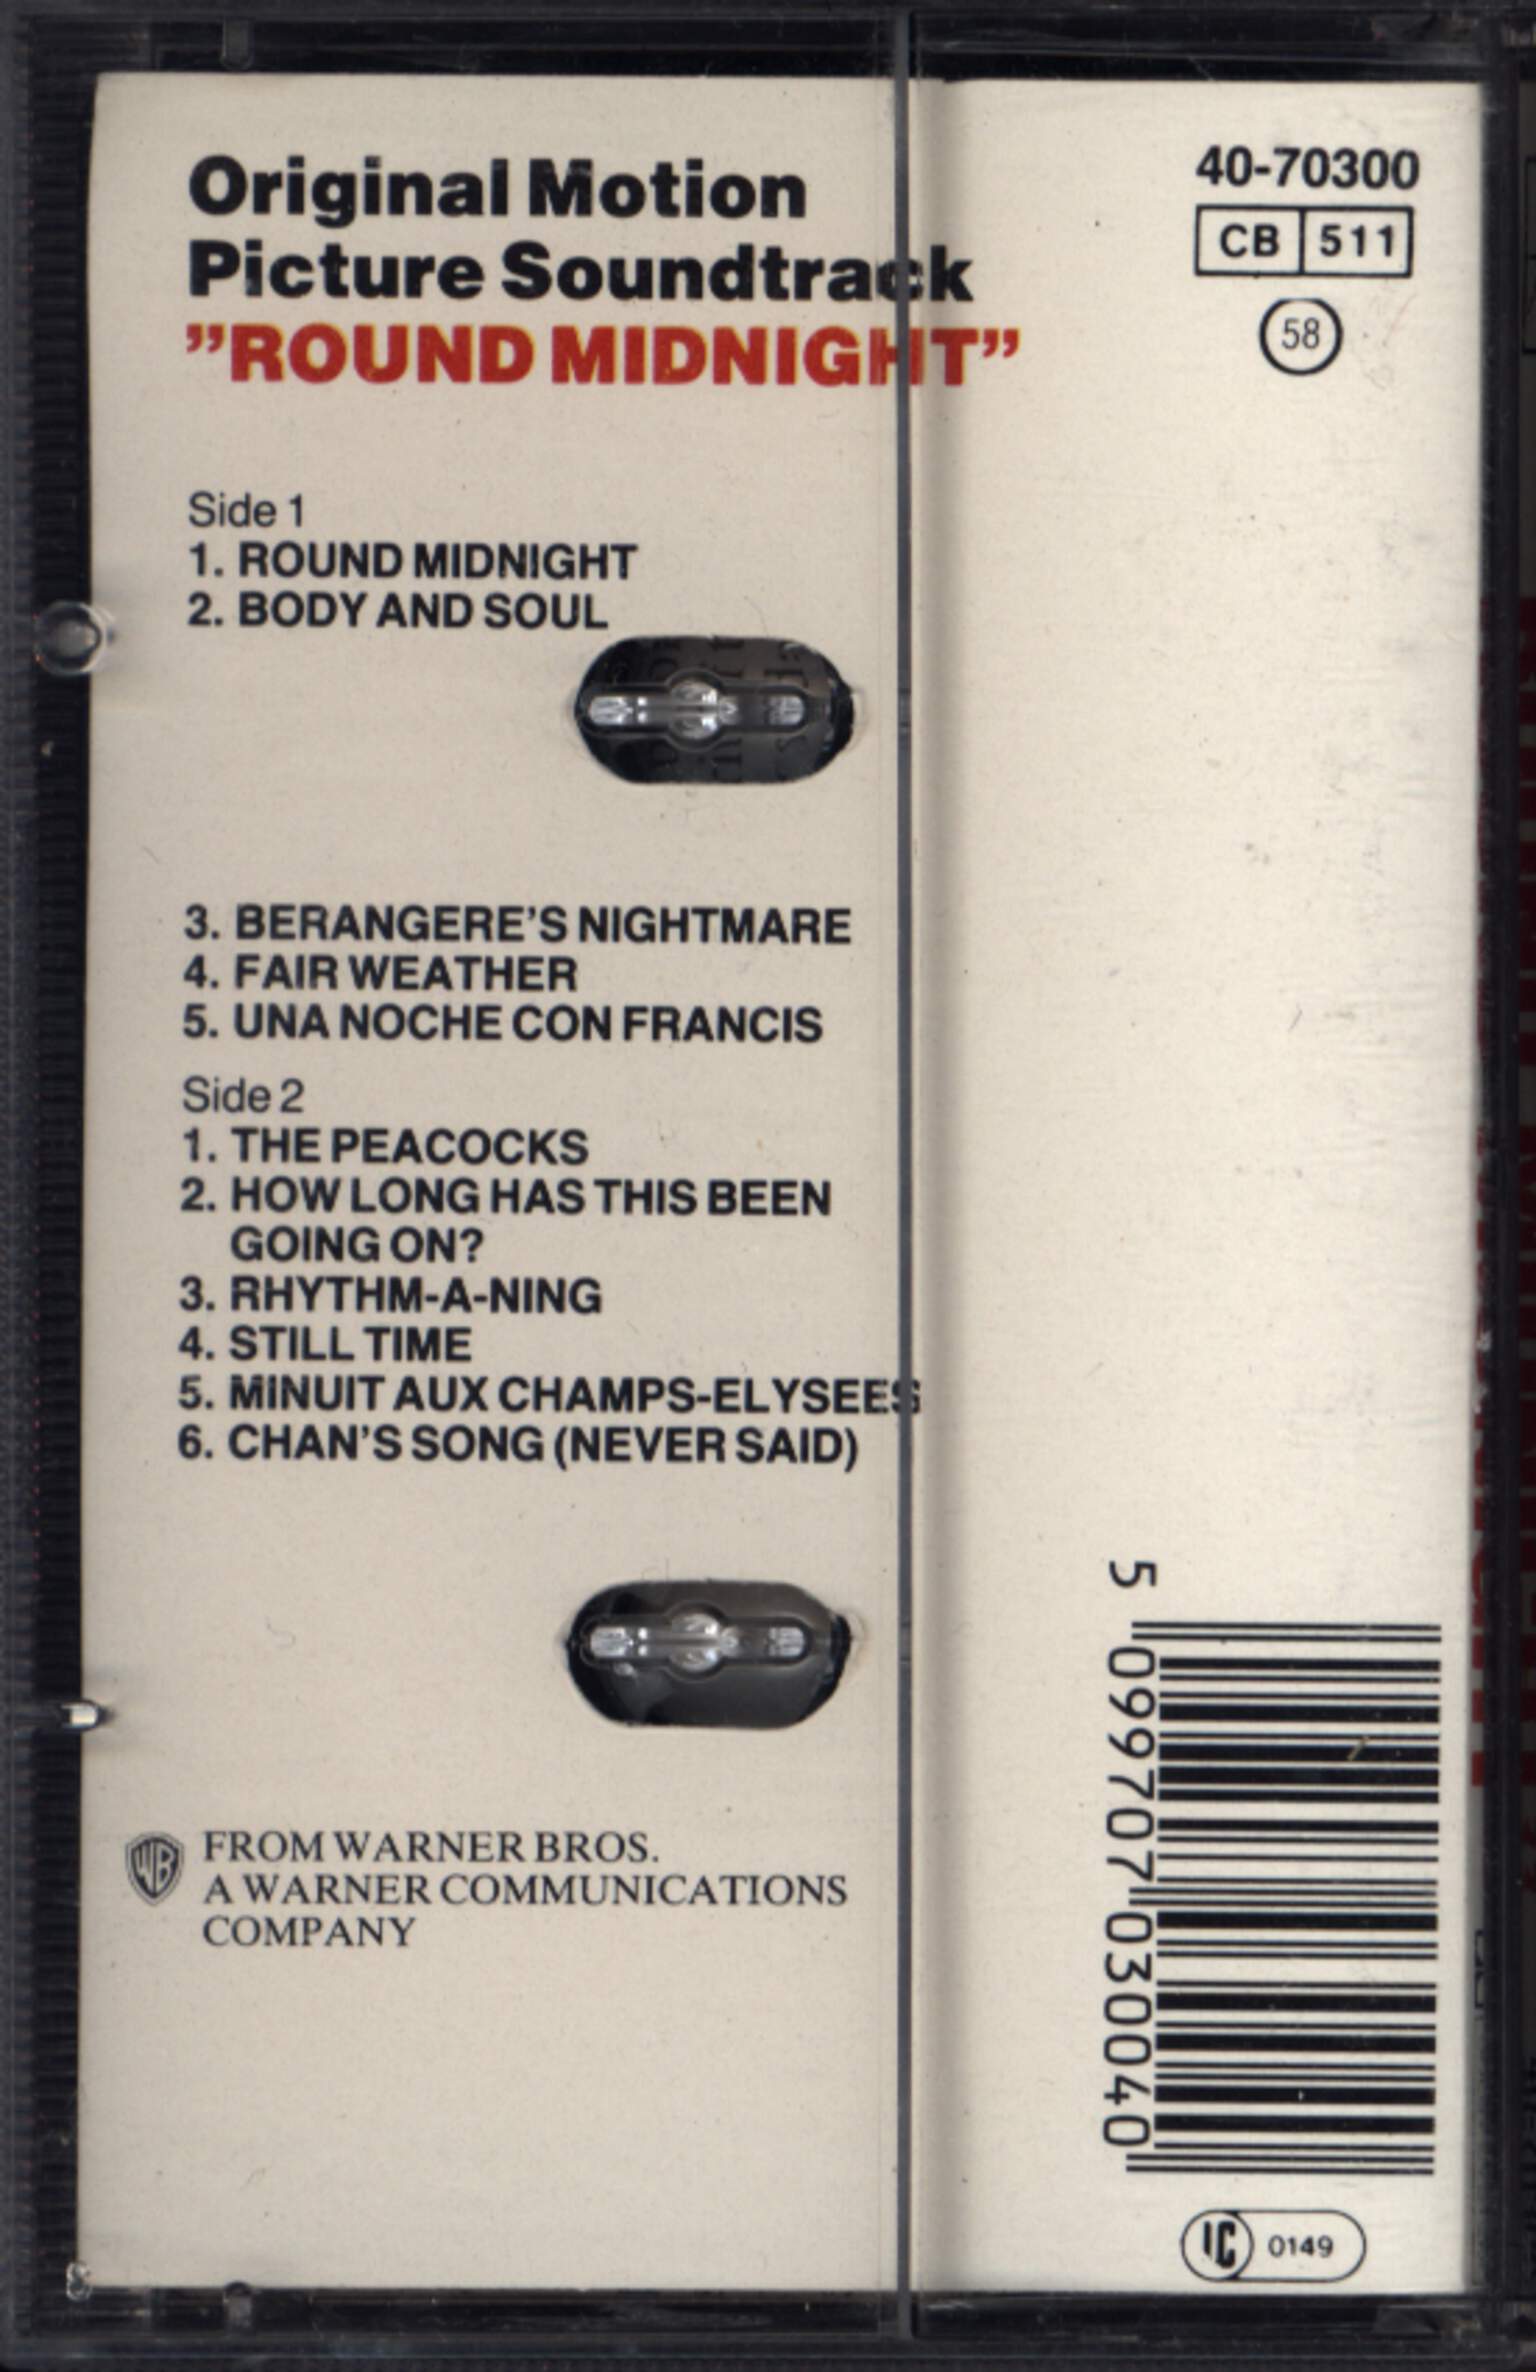 Original Motion
Picture Soundtrack
”ROUND MIDNIGHT”
40-70300
CB 511
58
Side 1
1. ROUND MIDNIGHT
2. BODY AND SOUL
3. BERANGERE’S NIGHTMARE
4. FAIR WEATHER
5. UNA NOCHE CON FRANCIS
Side 2
1. THE PEACOCKS
2. HOW LONG HAS THIS BEEN
GOING ON?
3. RHYTHM-A-NING
4. STILL TIME
5. MINUIT AUX CHAMPS-ELYSEES
6. CHAN’S SONG (NEVER SAID)
WB
FROM WARNER BROS.
A WARNER COMMUNICATIONS
COMPANY
5 099707 030040
IC 0149